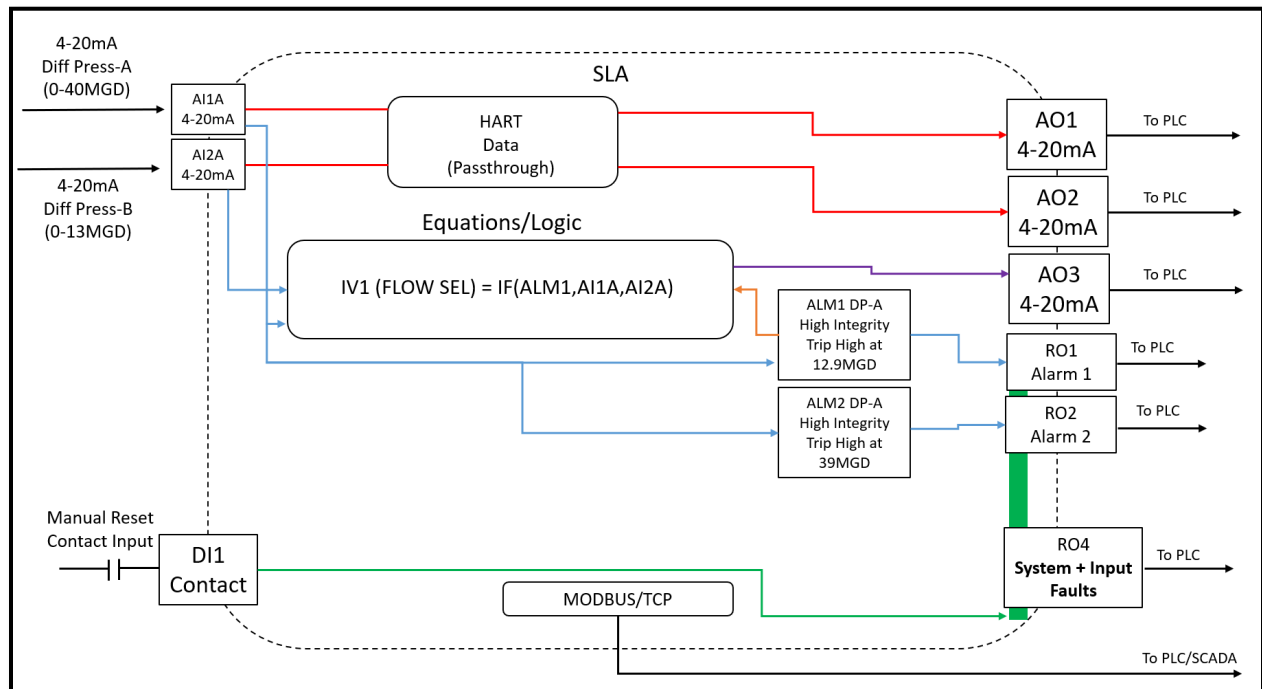 4-20mA
Diff Press-A
(0-40MGD)
AI1A
4-20mA
AI2A
4-20mA
4-20mA
Diff Press-B
(0-13MGD)
SLA
HART
Data
(Passthrough)
AO1
4-20mA
To PLC
AO2
4-20mA
To PLC
Equations/Logic
IV1 (FLOW SEL) = IF(ALM1,AI1A,AI2A)
AO3
4-20mA
To PLC
ALM1 DP-A
High Integrity
Trip High at
12.9MGD
RO1
Alarm 1
To PLC
ALM2 DP-A
High Integrity
Trip High at
39MGD
RO2
Alarm 2
To PLC
Manual Reset
Contact Input
DI1
Contact
RO4
System + Input
Faults
To PLC
MODBUS/TCP
To PLC/SCADA